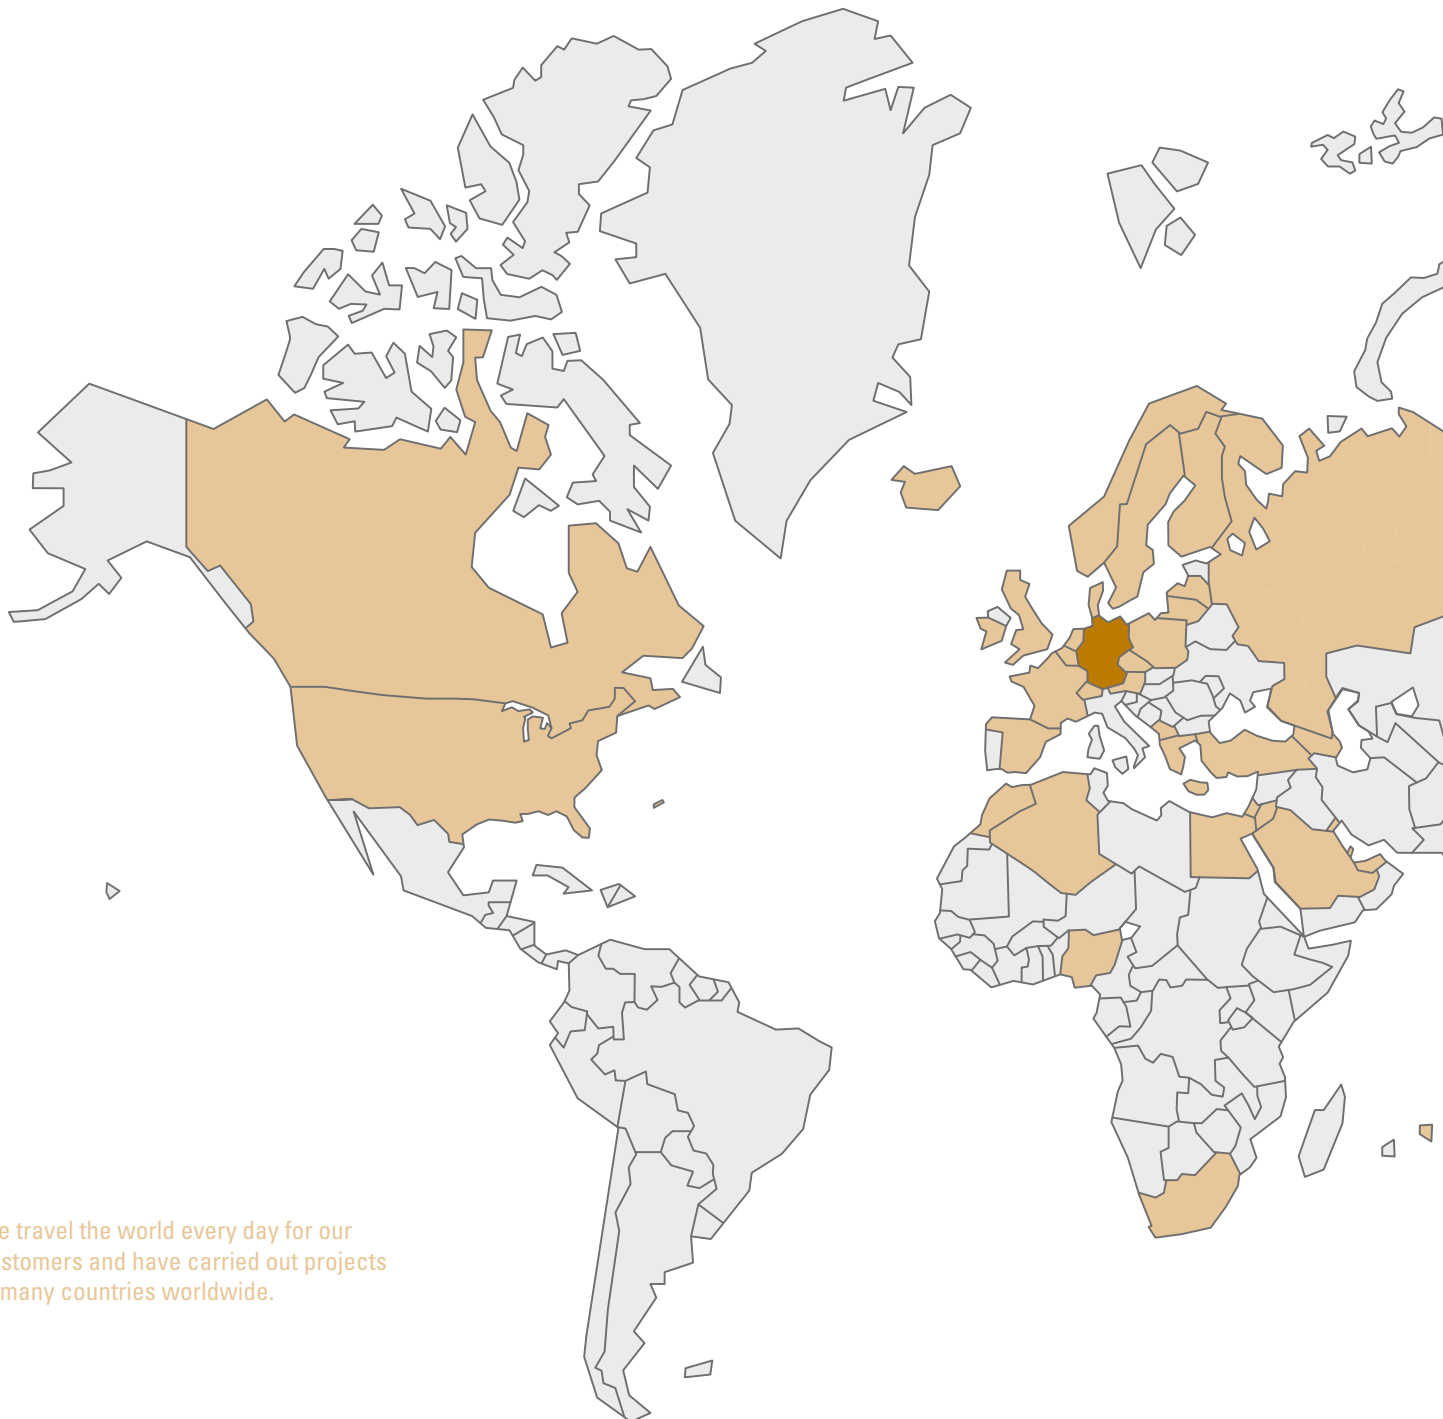 e travel the world every day for our
stomers and have carried out projects
many countries worldwide.